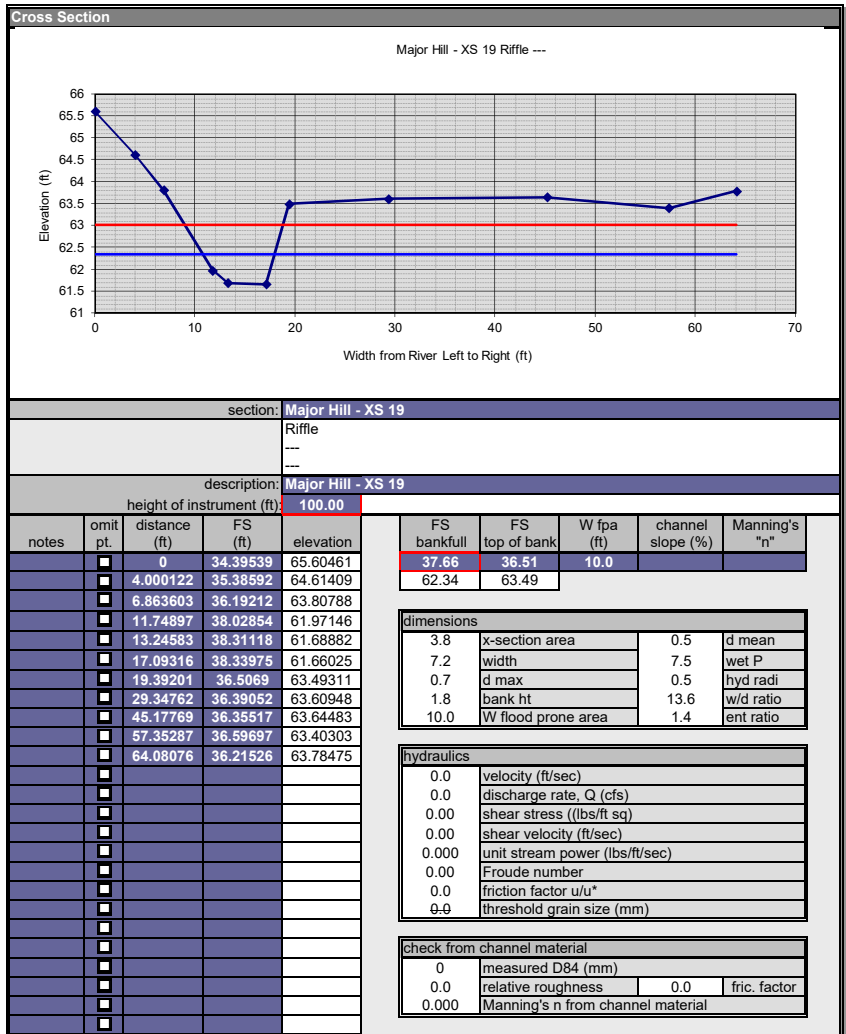 Cross Section
Major Hill - XS 19 Riffle ---
66
65.5
65
64.5
64
63.5
63
62.5
62
61.5
61
Elevation (ft)
0 10 20 30 40 50 60 70
Width from River Left to Right (ft)
section: Major Hill - XS 19
Riffle
---
---
description: Major Hill - XS 19
height of instrument (ft): 100.00
notes omit pt. distance (ft) FS (ft) elevation
0 34.39539 65.60461
4.000122 35.38592 64.61409
6.863603 36.19212 63.80788
11.74897 38.02854 61.97146
13.24583 38.31118 61.68882
17.09316 38.33975 61.66025
19.39201 36.5069 63.49311
29.34762 36.39052 63.60948
45.17769 36.35517 63.64483
57.35287 36.59697 63.40303
64.08076 36.21526 63.78475
FS bankfull FS top of bank W fpa (ft) channel slope (%) Manning's "n"
37.66 36.51 10.0
62.34 63.49
dimensions
3.8 x-section area 0.5 d mean
7.2 width 7.5 wet P
0.7 d max 0.5 hyd radi
1.8 bank ht 13.6 w/d ratio
10.0 W flood prone area 1.4 ent ratio
hydraulics
0.0 velocity (ft/sec)
0.0 discharge rate, Q (cfs)
0.00 shear stress ((lbs/ft sq)
0.00 shear velocity (ft/sec)
0.000 unit stream power (lbs/ft/sec)
0.00 Froude number
0.0 friction factor u/u*
0.0 threshold grain size (mm)
check from channel material
0 measured D84 (mm)
0.0 relative roughness 0.0 fric. factor
0.000 Manning's n from channel material